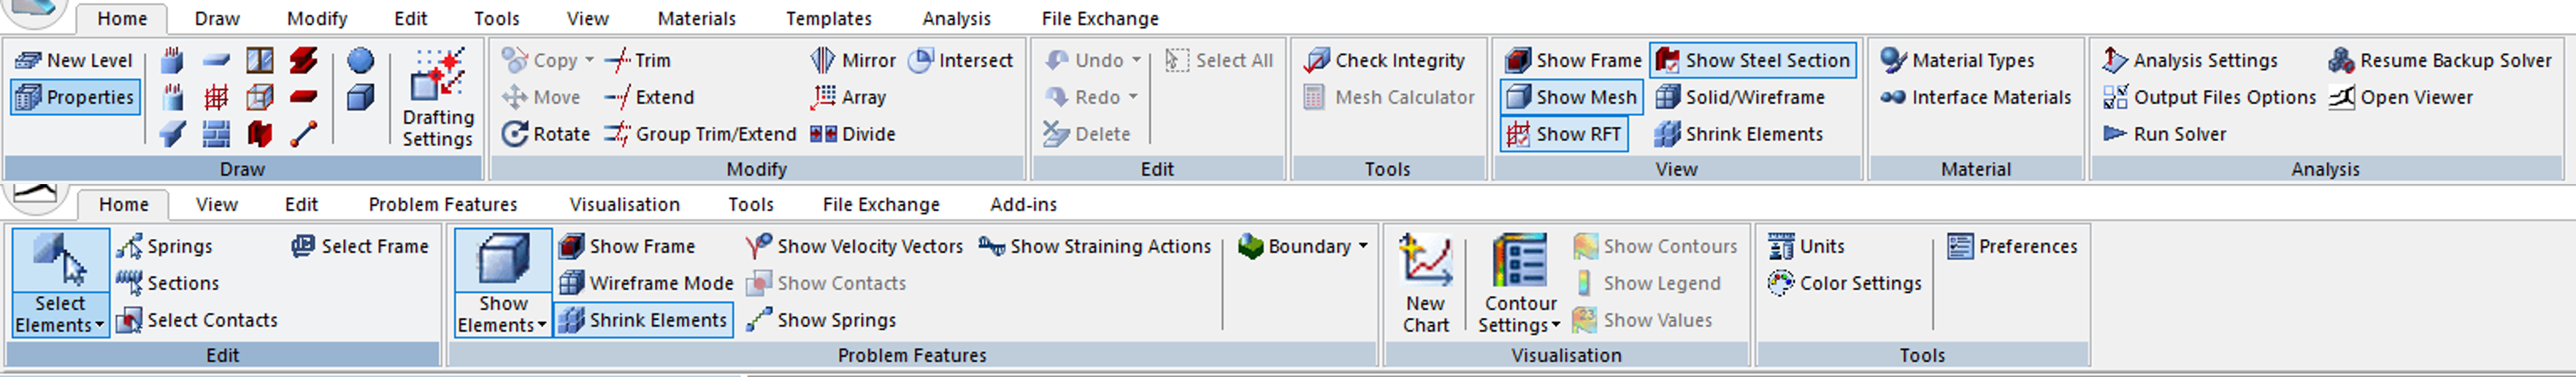 Home Draw Modify Edit Tools View Materials Templates Analysis File Exchange
New Level Copy Trim Mirror Intersect Undo Select All Check Integrity Show Frame Show Steel Section Material Types Analysis Settings Resume Backup Solver
Properties Move Extend Array Redo Mesh Calculator Show Mesh Solid/Wireframe Interface Materials Output Files Options Open Viewer
Drafting
Settings Rotate Group Trim/Extend Divide Delete Show RFT Shrink Elements Run Solver
Draw Modify Edit Tools View Material Analysis
Home View Edit Problem Features Visualisation Tools File Exchange Add-ins
Springs Select Frame Show Frame Show Velocity Vectors Show Straining Actions Boundary Show Contours Units Preferences
Sections Wireframe Mode Show Contacts Show Legend Color Settings
Select Show New Contour
Elements Select Contacts Elements Shrink Elements Show Springs Chart Settings Show Values
Edit Problem Features Visualisation Tools